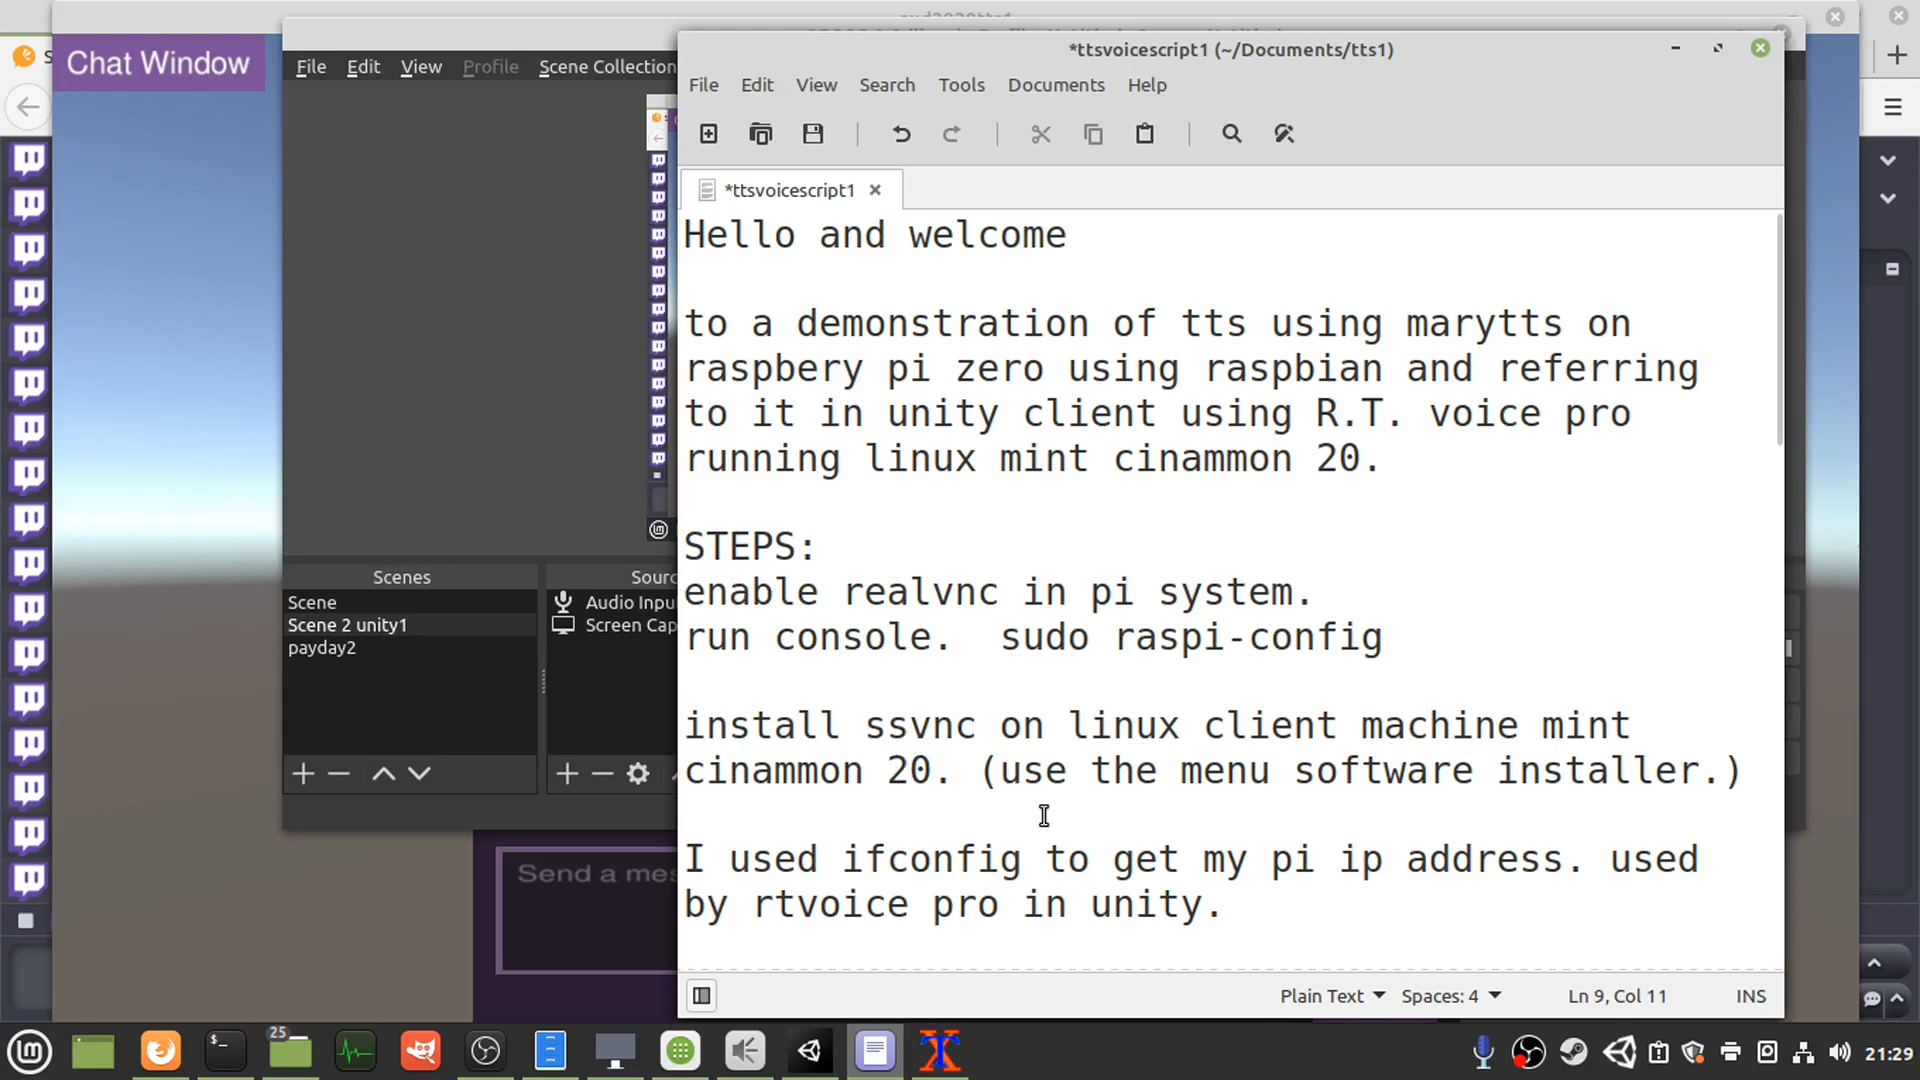 Chat Window
File Edit View Profile Scene Collection
*ttsvoicescript1 (~/Documents/tts1)
File Edit View Search Tools Documents Help
*ttsvoicescript1
Hello and welcome
to a demonstration of tts using marytts on
raspbery pi zero using raspbian and referring
to it in unity client using R.T. voice pro
running linux mint cinammon 20.
STEPS:
enable realvnc in pi system.
run console.  sudo raspi-config
install ssvnc on linux client machine mint
cinammon 20. (use the menu software installer.)
I used ifconfig to get my pi ip address. used
by rtvoice pro in unity.
Scenes
Scene
Scene 2 unity1
payday2
Sourc
Audio Inpu
Screen Cap
Send a mes
Plain Text Spaces: 4 Ln 9, Col 11 INS
25
21:29